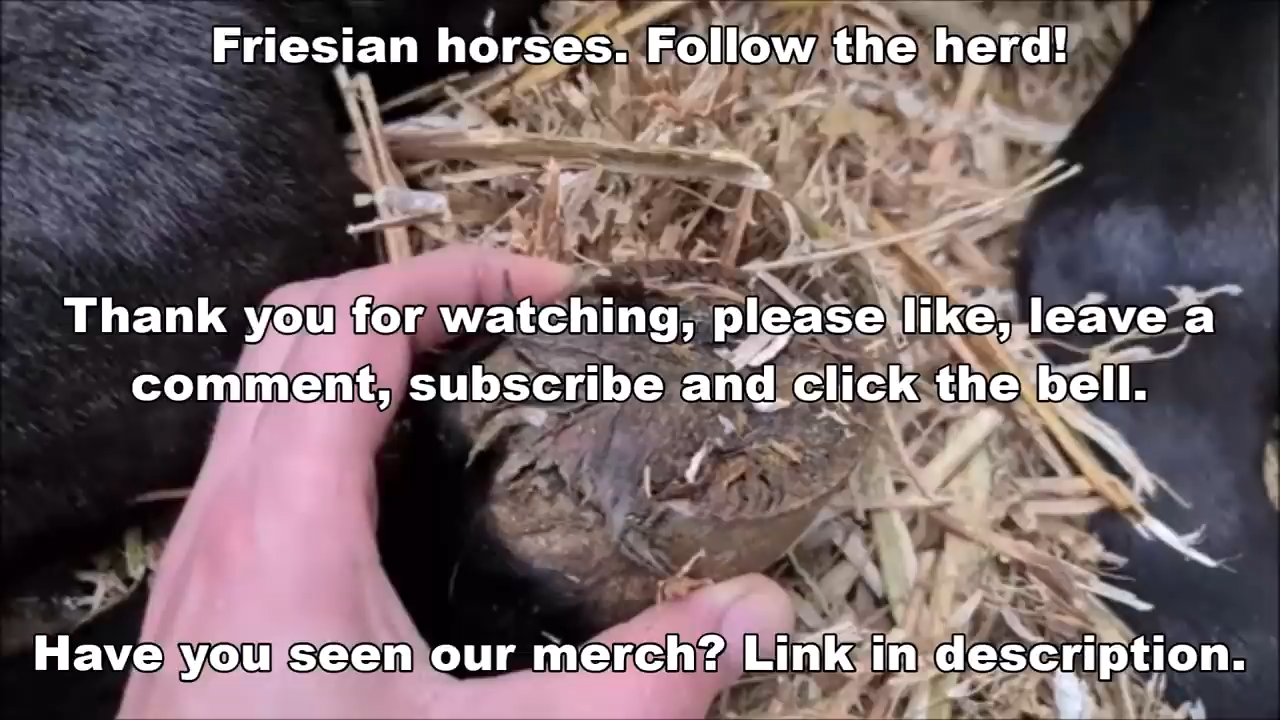 Friesian horses. Follow the herd!
Thank you for watching, please like, leave a
comment, subscribe and click the bell.
Have you seen our merch? Link in description.